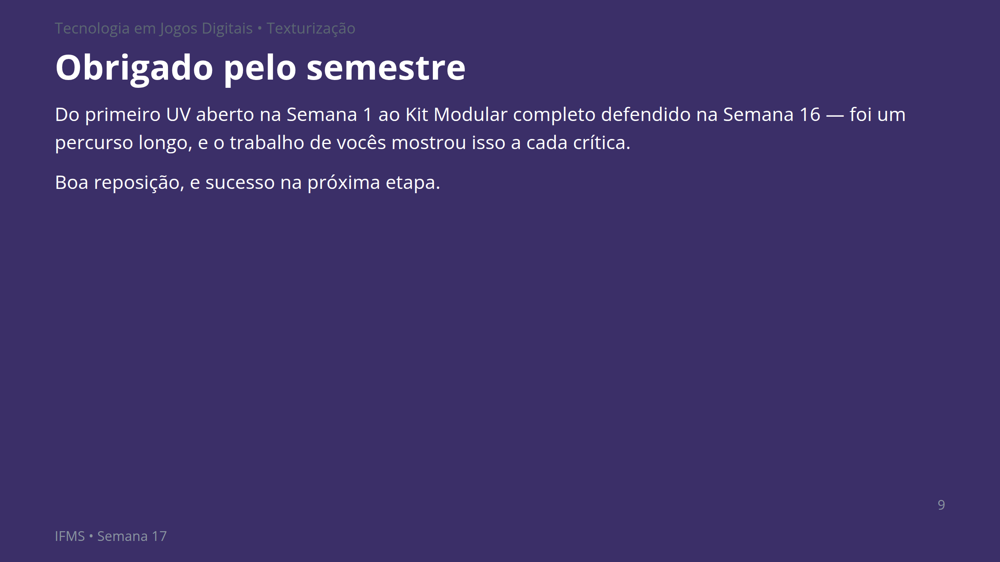 Tecnologia em Jogos Digitais • Texturização
Obrigado pelo semestre
Do primeiro UV aberto na Semana 1 ao Kit Modular completo defendido na Semana 16 — foi um
percurso longo, e o trabalho de vocês mostrou isso a cada crítica.
Boa reposição, e sucesso na próxima etapa.
9
IFMS • Semana 17